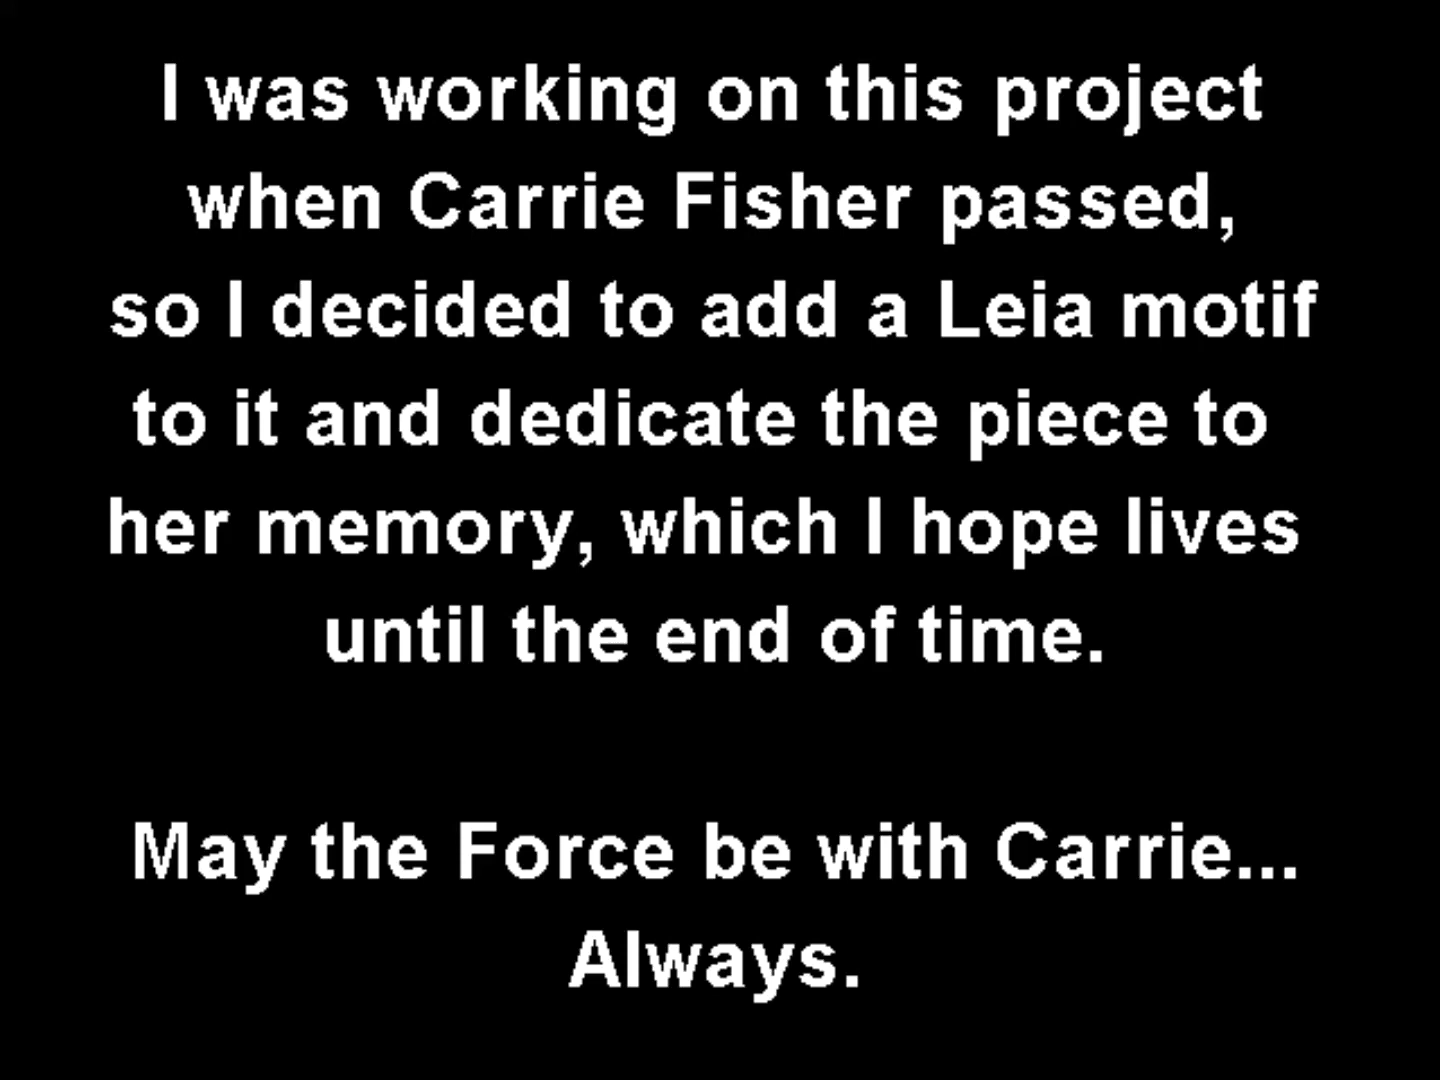 I was working on this project
when Carrie Fisher passed,
so I decided to add a Leia motif
to it and dedicate the piece to
her memory, which I hope lives
until the end of time.
May the Force be with Carrie...
Always.